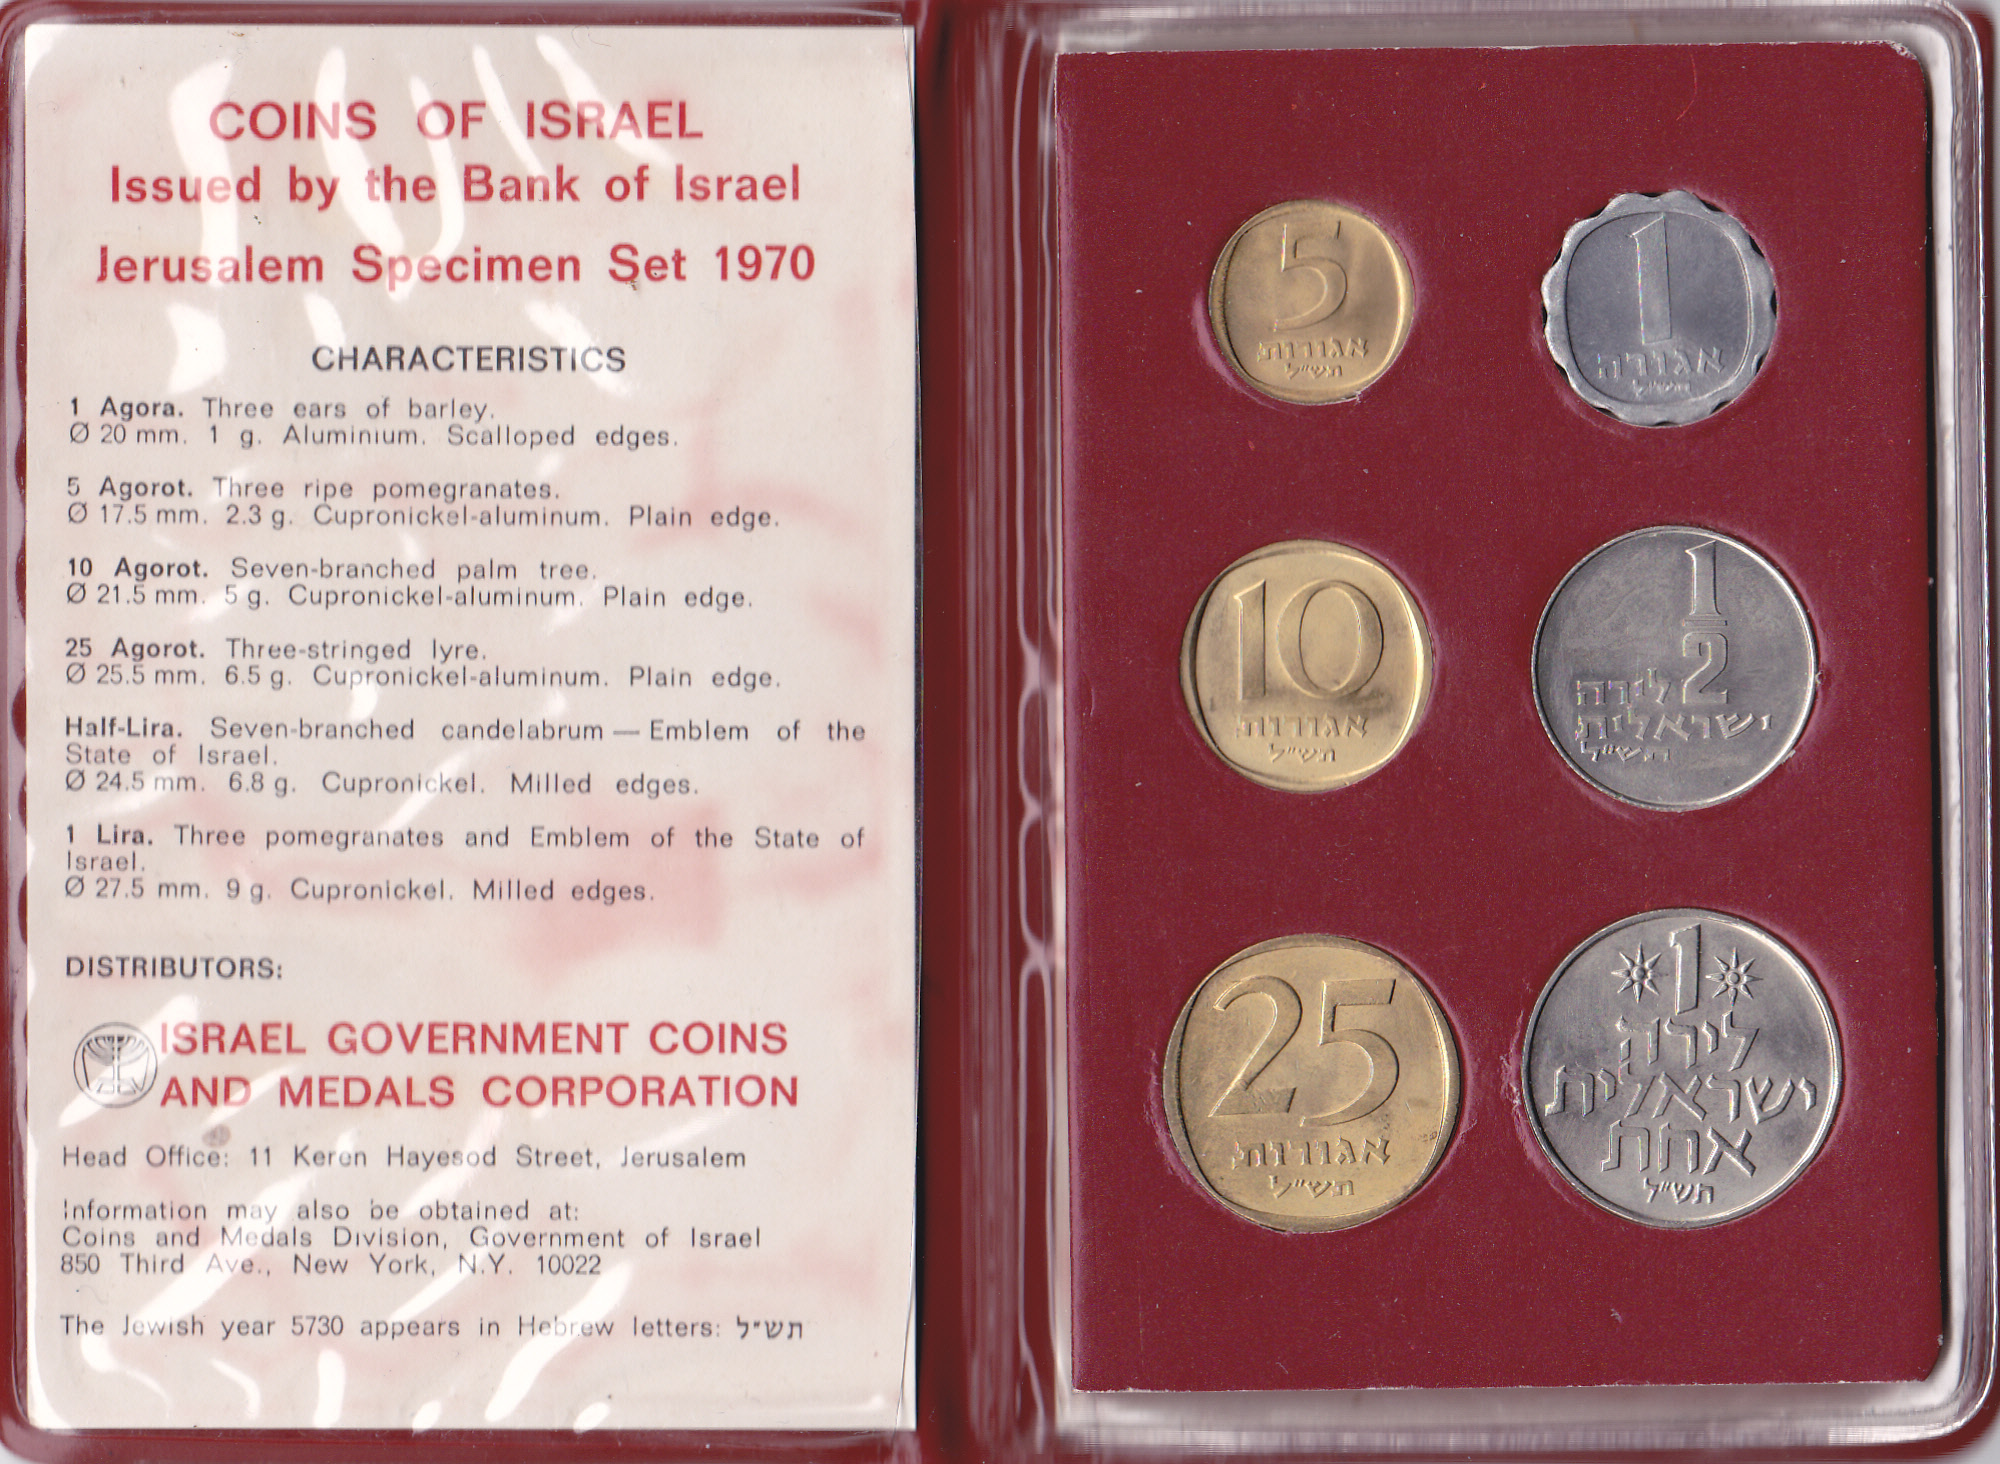 COINS OF ISRAEL
Issued by the Bank of Israel
Jerusalem Specimen Set 1970
CHARACTERISTICS
1 Agora. Three ears of barley.
Ø 20 mm. 1 g. Aluminium. Scalloped edges.
5 Agorot. Three ripe pomegranates.
Ø 17.5 mm. 2.3 g. Cupronickel-aluminum. Plain edge.
10 Agorot. Seven-branched palm tree.
Ø 21.5 mm. 5 g. Cupronickel-aluminum. Plain edge.
25 Agorot. Three-stringed lyre.
Ø 25.5 mm. 6.5 g. Cupronickel-aluminum. Plain edge.
Half-Lira. Seven-branched candelabrum — Emblem of the
State of Israel.
Ø 24.5 mm. 6.8 g. Cupronickel. Milled edges.
1 Lira. Three pomegranates and Emblem of the State of
Israel.
Ø 27.5 mm. 9 g. Cupronickel. Milled edges.
DISTRIBUTORS:
ISRAEL GOVERNMENT COINS
AND MEDALS CORPORATION
Head Office: 11 Keren Hayesod Street, Jerusalem
Information may also be obtained at:
Coins and Medals Division, Government of Israel
850 Third Ave., New York, N.Y. 10022
The Jewish year 5730 appears in Hebrew letters: תש"ל
5
אגורות
תש"ל
1
אגורה
תש"ל
10
אגורות
תש"ל
1/2
לירה
ישראלית
תש"ל
25
אגורות
תש"ל
1
לירה
ישראלית
אחת
תש"ל